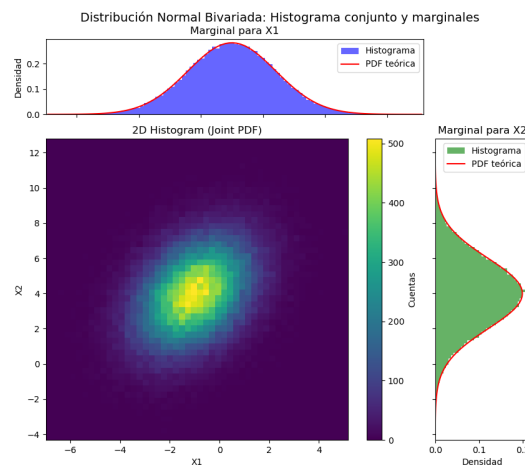 Distribución Normal Bivariada: Histograma conjunto y marginales
Marginal para X1
Densidad
0.2
0.1
0.0
Histograma
PDF teórica
2D Histogram (Joint PDF)
X2
12
10
8
6
4
2
0
−2
−4
−6
−4
−2
0
2
4
X1
500
400
300
200
100
0
Cuentas
Marginal para X2
Histograma
PDF teórica
0.0
0.1
Densidad